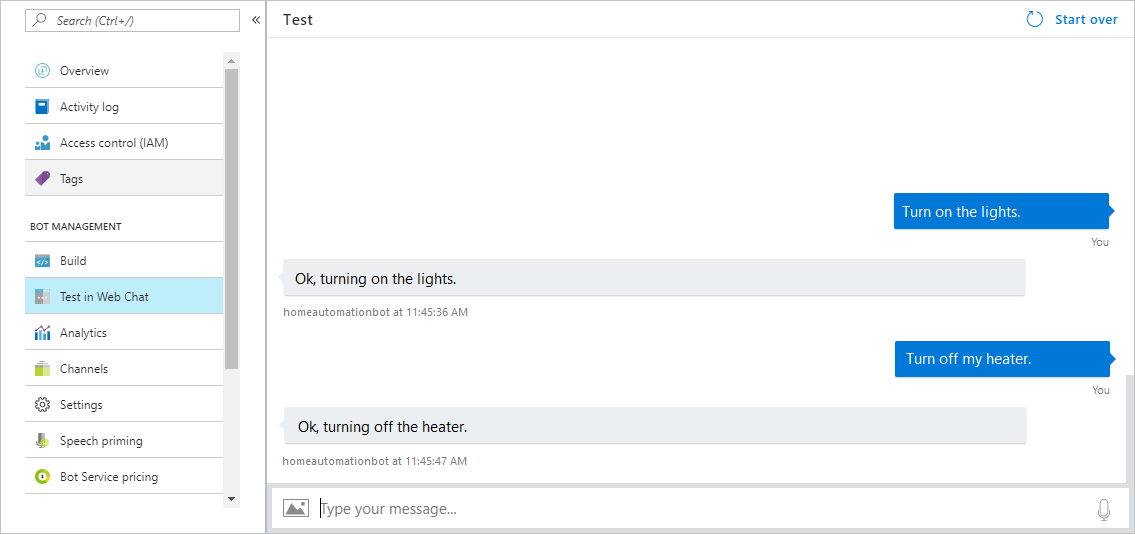 Search (Ctrl+/)
«
Overview
Activity log
Access control (IAM)
Tags
BOT MANAGEMENT
Build
Test in Web Chat
Analytics
Channels
Settings
Speech priming
Bot Service pricing
Test
Start over
Turn on the lights.
You
Ok, turning on the lights.
homeautomationbot at 11:45:36 AM
Turn off my heater.
You
Ok, turning off the heater.
homeautomationbot at 11:45:47 AM
Type your message...